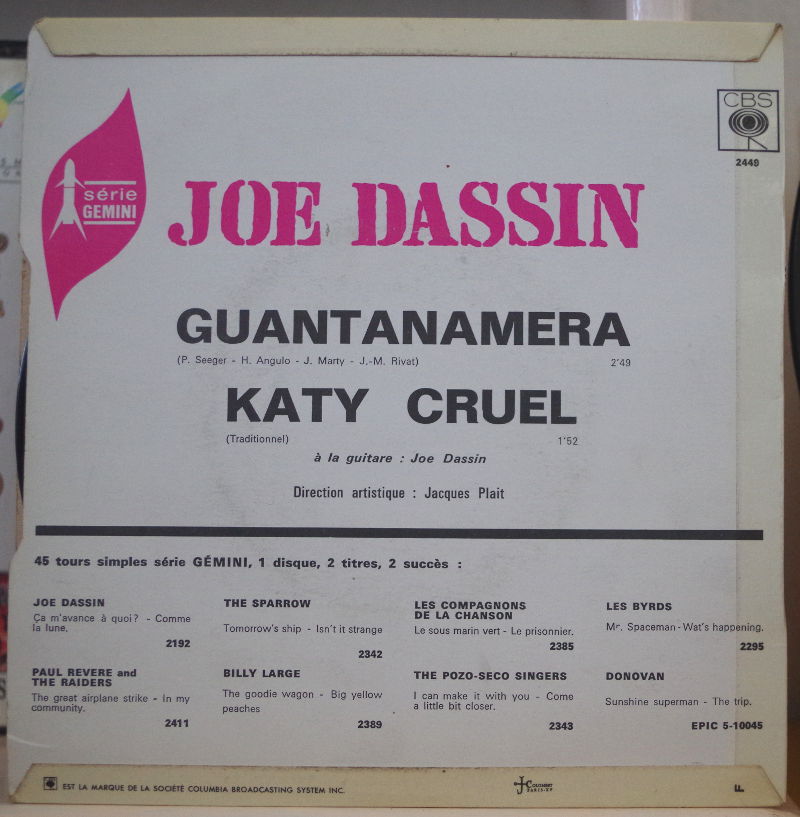 CBS
2449
série
GEMINI
JOE DASSIN
GUANTANAMERA
(P. Seeger - H. Angulo - J. Marty - J.-M. Rivat) 2'49
KATY CRUEL
(Traditionnel) 1'52
à la guitare : Joe Dassin
Direction artistique : Jacques Plait
45 tours simples série GÉMINI, 1 disque, 2 titres, 2 succès :
JOE DASSIN
Ça m'avance à quoi? - Comme
la lune.
2192
THE SPARROW
Tomorrow's ship - Isn't it strange
2342
LES COMPAGNONS
DE LA CHANSON
Le sous marin vert - Le prisonnier.
2385
LES BYRDS
Mr. Spaceman - Wat's happening.
2295
PAUL REVERE and
THE RAIDERS
The great airplane strike - In my
community.
2411
BILLY LARGE
The goodie wagon - Big yellow
peaches
2389
THE POZO-SECO SINGERS
I can make it with you - Come
a little bit closer.
2343
DONOVAN
Sunshine superman - The trip.
EPIC 5-10045
EST LA MARQUE DE LA SOCIÉTÉ COLUMBIA BROADCASTING SYSTEM INC.
F